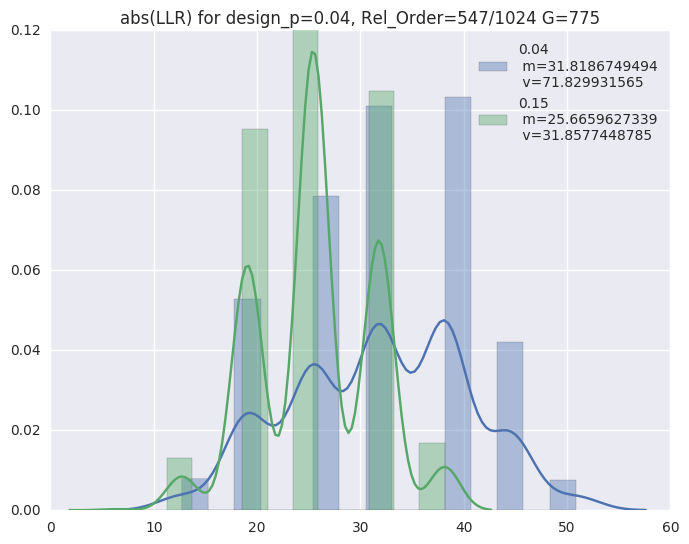 abs(LLR) for design_p=0.04, Rel_Order=547/1024 G=775
0.12
0.10
0.08
0.06
0.04
0.02
0.00
0 10 20 30 40 50 60
0.04
m=31.8186749494
v=71.829931565
0.15
m=25.6659627339
v=31.8577448785